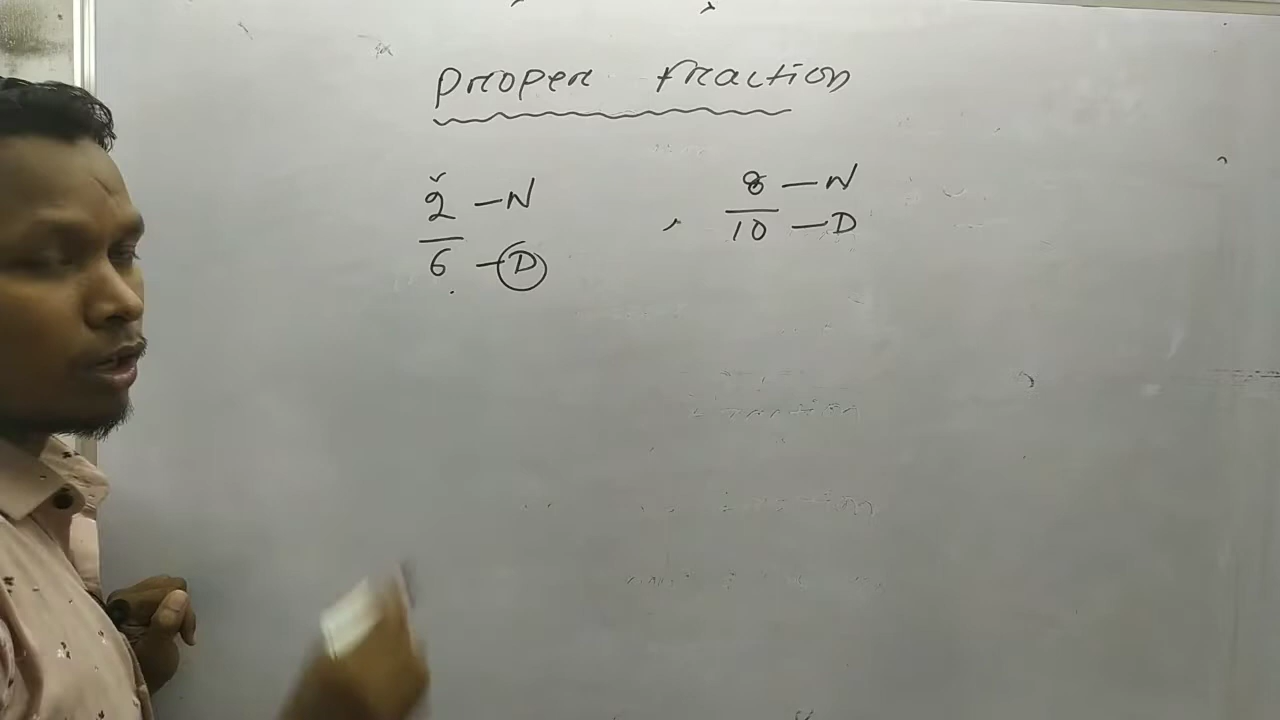 Proper fraction
2 — N , 8 — N
6 — D 10 — D